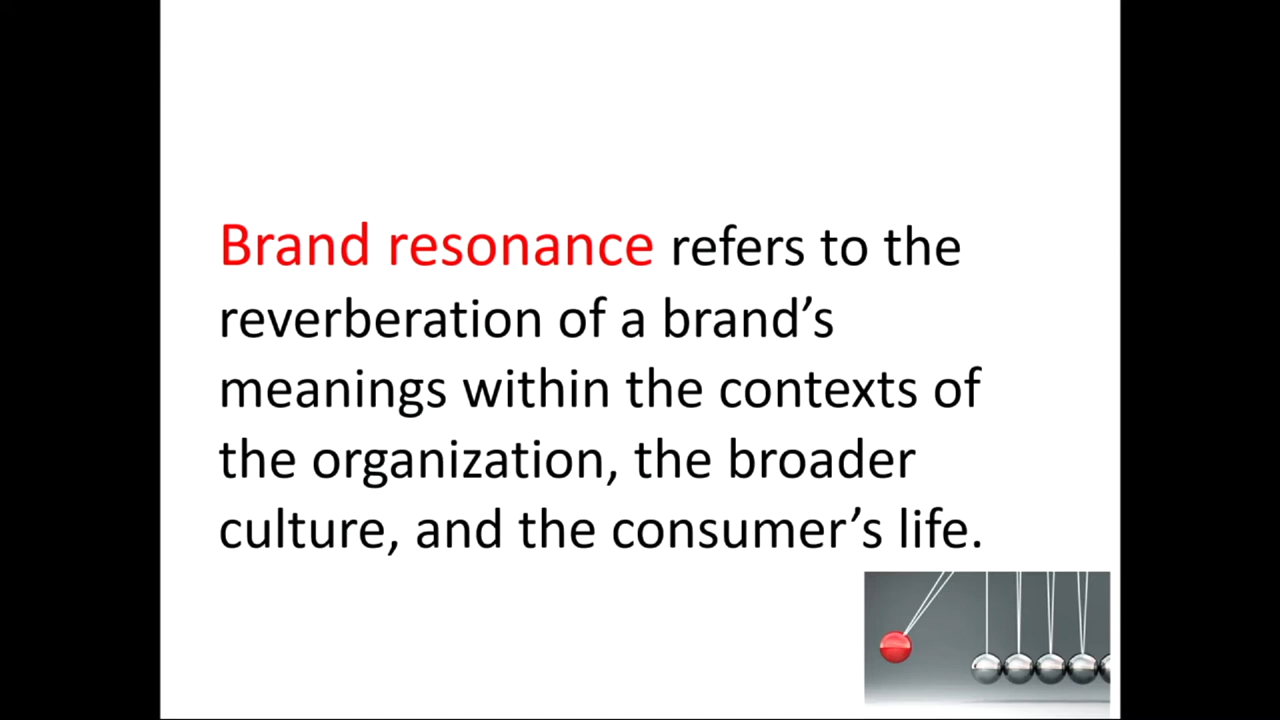 Brand resonance refers to the
reverberation of a brand’s
meanings within the contexts of
the organization, the broader
culture, and the consumer’s life.